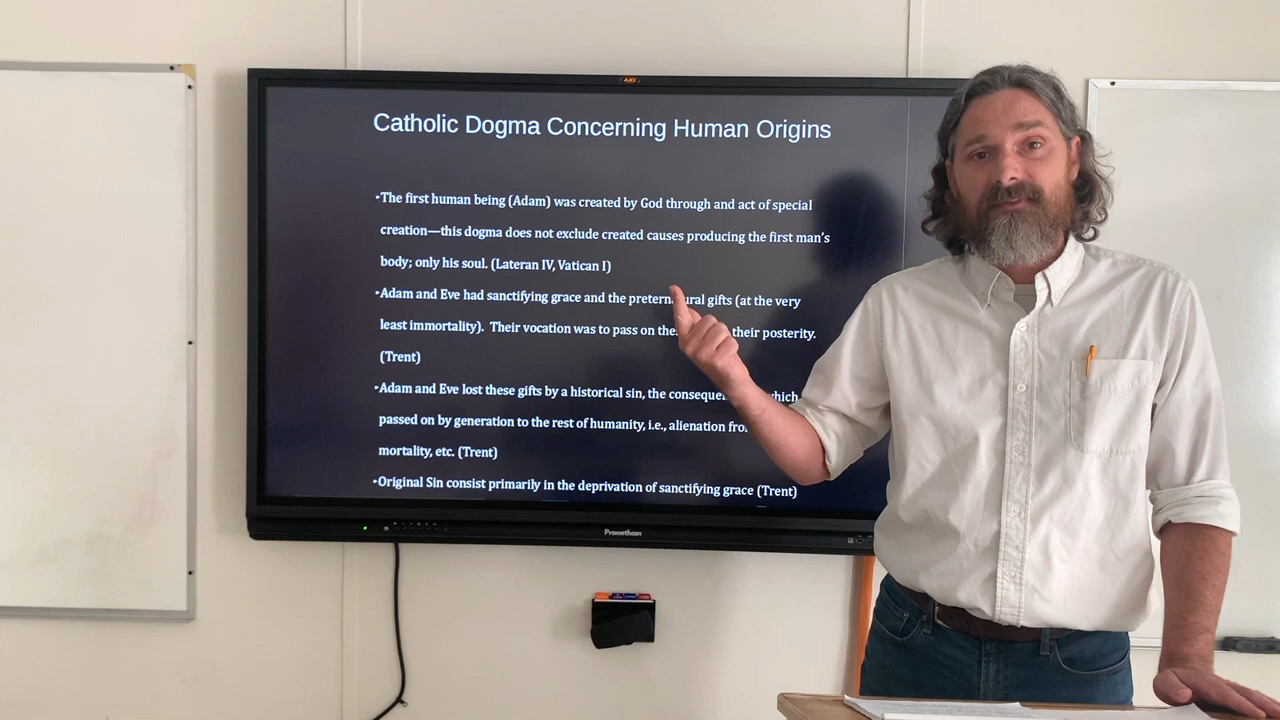 Catholic Dogma Concerning Human Origins
•The first human being (Adam) was created by God through and act of special
creation—this dogma does not exclude created causes producing the first man's
body; only his soul. (Lateran IV, Vatican I)
•Adam and Eve had sanctifying grace and the preternatural gifts (at the very
least immortality). Their vocation was to pass on their posterity.
(Trent)
•Adam and Eve lost these gifts by a historical sin, the which
passed on by generation to the rest of humanity, i.e., alienation
mortality, etc. (Trent)
•Original Sin consist primarily in the deprivation of sanctifying grace (Trent)
Promethean